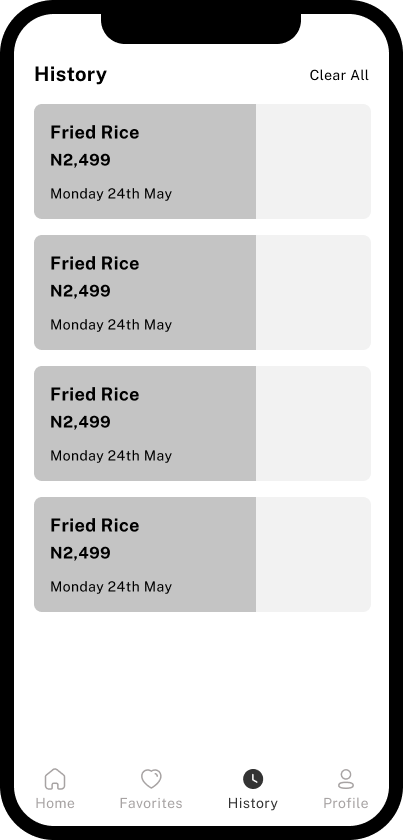 History
Clear All
Fried Rice
N2,499
Monday 24th May
Fried Rice
N2,499
Monday 24th May
Fried Rice
N2,499
Monday 24th May
Fried Rice
N2,499
Monday 24th May
Home
Favorites
History
Profile